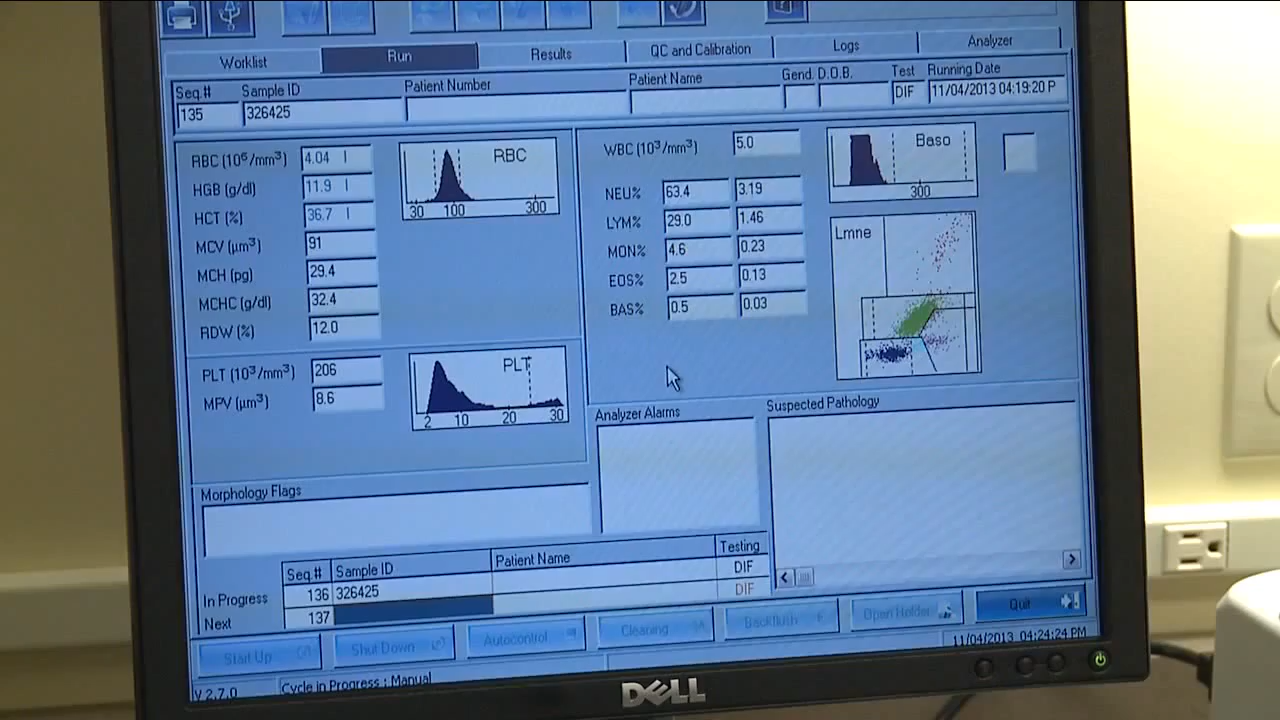 Worklist Run Results QC and Calibration Logs Analyzer
Seq.# Sample ID Patient Number Patient Name Gend. D.O.B. Test Running Date
135 326425 DIF 11/04/2013 04:19:20 P
RBC (10⁶/mm³) 4.04 l
HGB (g/dl) 11.9 l
HCT (%) 36.7 l
MCV (µm³) 91
MCH (pg) 29.4
MCHC (g/dl) 32.4
RDW (%) 12.0
RBC
30 100 300
PLT (10³/mm³) 206
MPV (µm³) 8.6
PLT
2 10 20 30
WBC (10³/mm³) 5.0
NEU% 63.4 3.19
LYM% 29.0 1.46
MON% 4.6 0.23
EOS% 2.5 0.13
BAS% 0.5 0.03
Baso
300
Lmne
Analyzer Alarms
Suspected Pathology
Morphology Flags
Seq.# Sample ID Patient Name Testing
In Progress 136 326425 DIF
Next 137 DIF
Start Up Shut Down Autocontrol Cleaning Backflush Open Holder Quit
V 2.7.0 Cycle in Progress : Manual 11/04/2013 04:24:24 PM
DELL